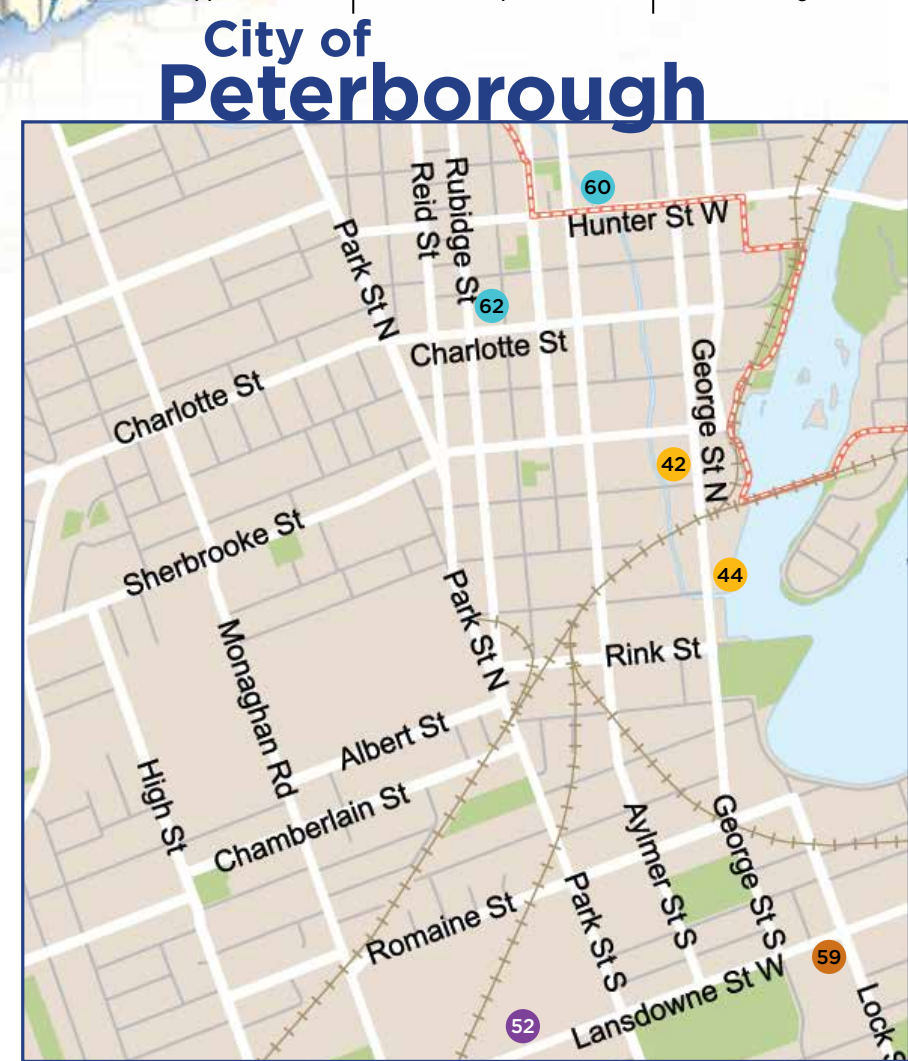 City of
Peterborough
Reid St
Rubidge St
60
Hunter St W
Park St N
62
Charlotte St
Charlotte St
George St N
42
Sherbrooke St
44
Park St N
Monaghan Rd
Rink St
Albert St
High St
Chamberlain St
Aylmer St S
George St S
Romaine St
Park St S
59
Lansdowne St W
52
Lock